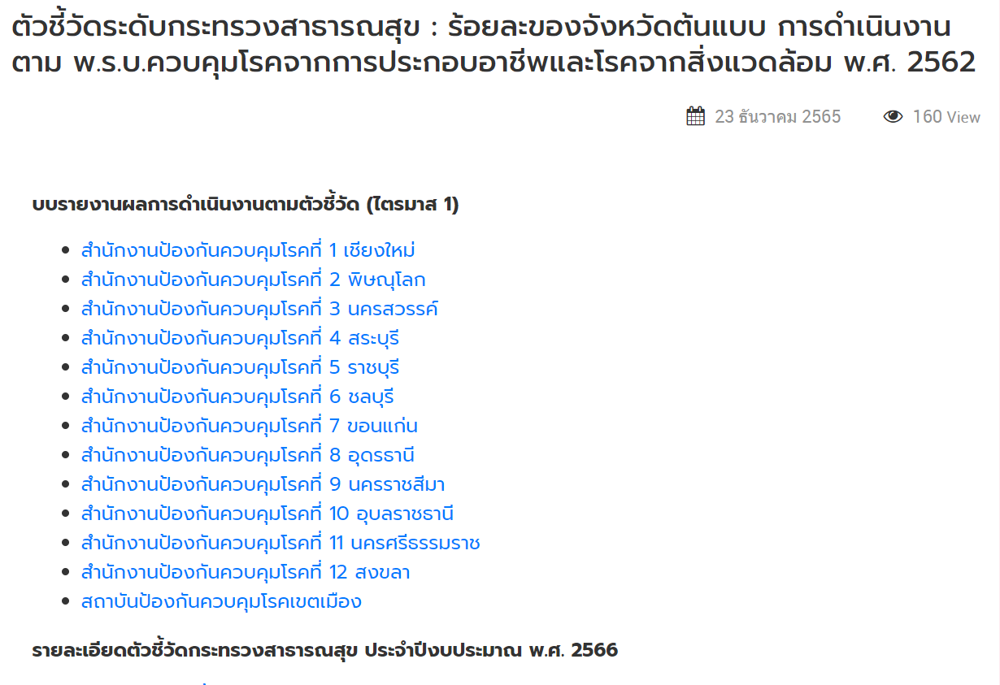 ตัวชี้วัดระดับกระทรวงสาธารณสุข : ร้อยละของจังหวัดต้นแบบ การดำเนินงาน
ตาม พ.ร.บ.ควบคุมโรคจากการประกอบอาชีพและโรคจากสิ่งแวดล้อม พ.ศ. 2562
23 ธันวาคม 2565 160 View
บบรายงานผลการดำเนินงานตามตัวชี้วัด (ไตรมาส 1)
• สำนักงานป้องกันควบคุมโรคที่ 1 เชียงใหม่
• สำนักงานป้องกันควบคุมโรคที่ 2 พิษณุโลก
• สำนักงานป้องกันควบคุมโรคที่ 3 นครสวรรค์
• สำนักงานป้องกันควบคุมโรคที่ 4 สระบุรี
• สำนักงานป้องกันควบคุมโรคที่ 5 ราชบุรี
• สำนักงานป้องกันควบคุมโรคที่ 6 ชลบุรี
• สำนักงานป้องกันควบคุมโรคที่ 7 ขอนแก่น
• สำนักงานป้องกันควบคุมโรคที่ 8 อุดรธานี
• สำนักงานป้องกันควบคุมโรคที่ 9 นครราชสีมา
• สำนักงานป้องกันควบคุมโรคที่ 10 อุบลราชธานี
• สำนักงานป้องกันควบคุมโรคที่ 11 นครศรีธรรมราช
• สำนักงานป้องกันควบคุมโรคที่ 12 สงขลา
• สถาบันป้องกันควบคุมโรคเขตเมือง
รายละเอียดตัวชี้วัดกระทรวงสาธารณสุข ประจำปีงบประมาณ พ.ศ. 2566